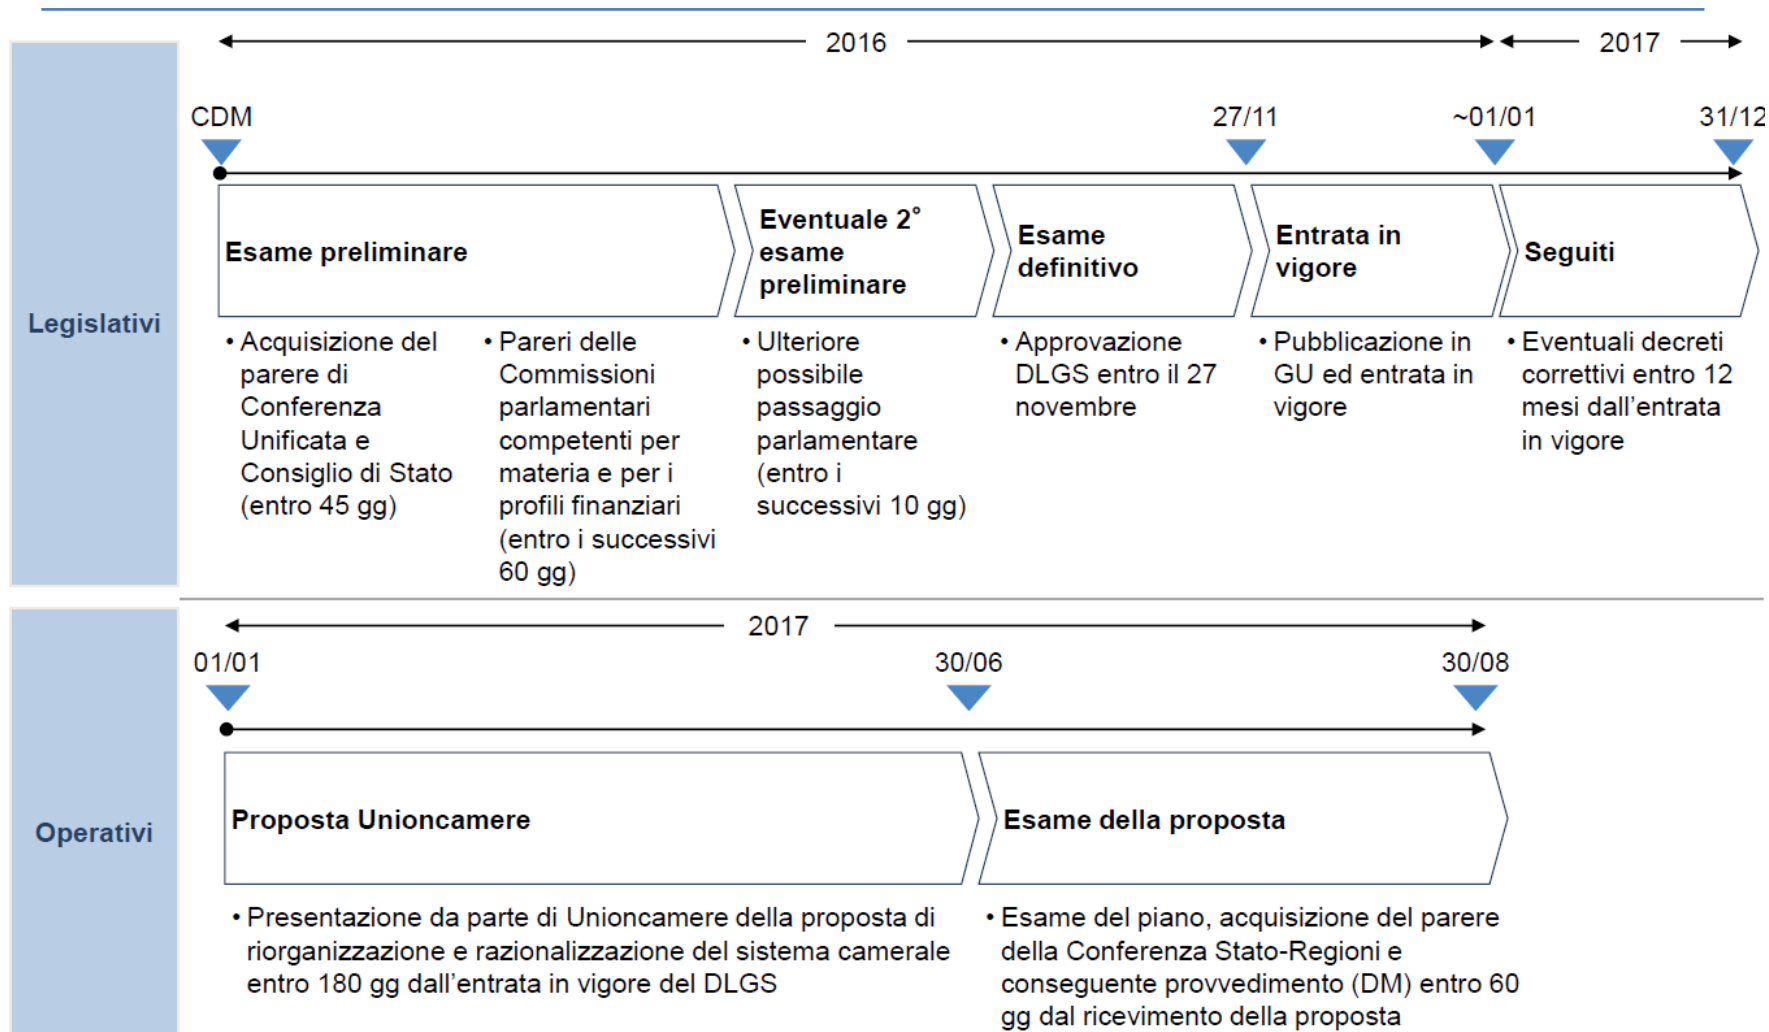 2016
2017
CDM
27/11
~01/01
31/12
Legislativi
Esame preliminare
Eventuale 2°
esame
preliminare
Esame
definitivo
Entrata in
vigore
Seguiti
• Acquisizione del
parere di
Conferenza
Unificata e
Consiglio di Stato
(entro 45 gg)
• Pareri delle
Commissioni
parlamentari
competenti per
materia e per i
profili finanziari
(entro i successivi
60 gg)
• Ulteriore
possibile
passaggio
parlamentare
(entro i
successivi 10 gg)
• Approvazione
DLGS entro il 27
novembre
• Pubblicazione in
GU ed entrata in
vigore
• Eventuali decreti
correttivi entro 12
mesi dall'entrata
in vigore
2017
01/01
30/06
30/08
Operativi
Proposta Unioncamere
Esame della proposta
• Presentazione da parte di Unioncamere della proposta di
riorganizzazione e razionalizzazione del sistema camerale
entro 180 gg dall'entrata in vigore del DLGS
• Esame del piano, acquisizione del parere
della Conferenza Stato-Regioni e
conseguente provvedimento (DM) entro 60
gg dal ricevimento della proposta